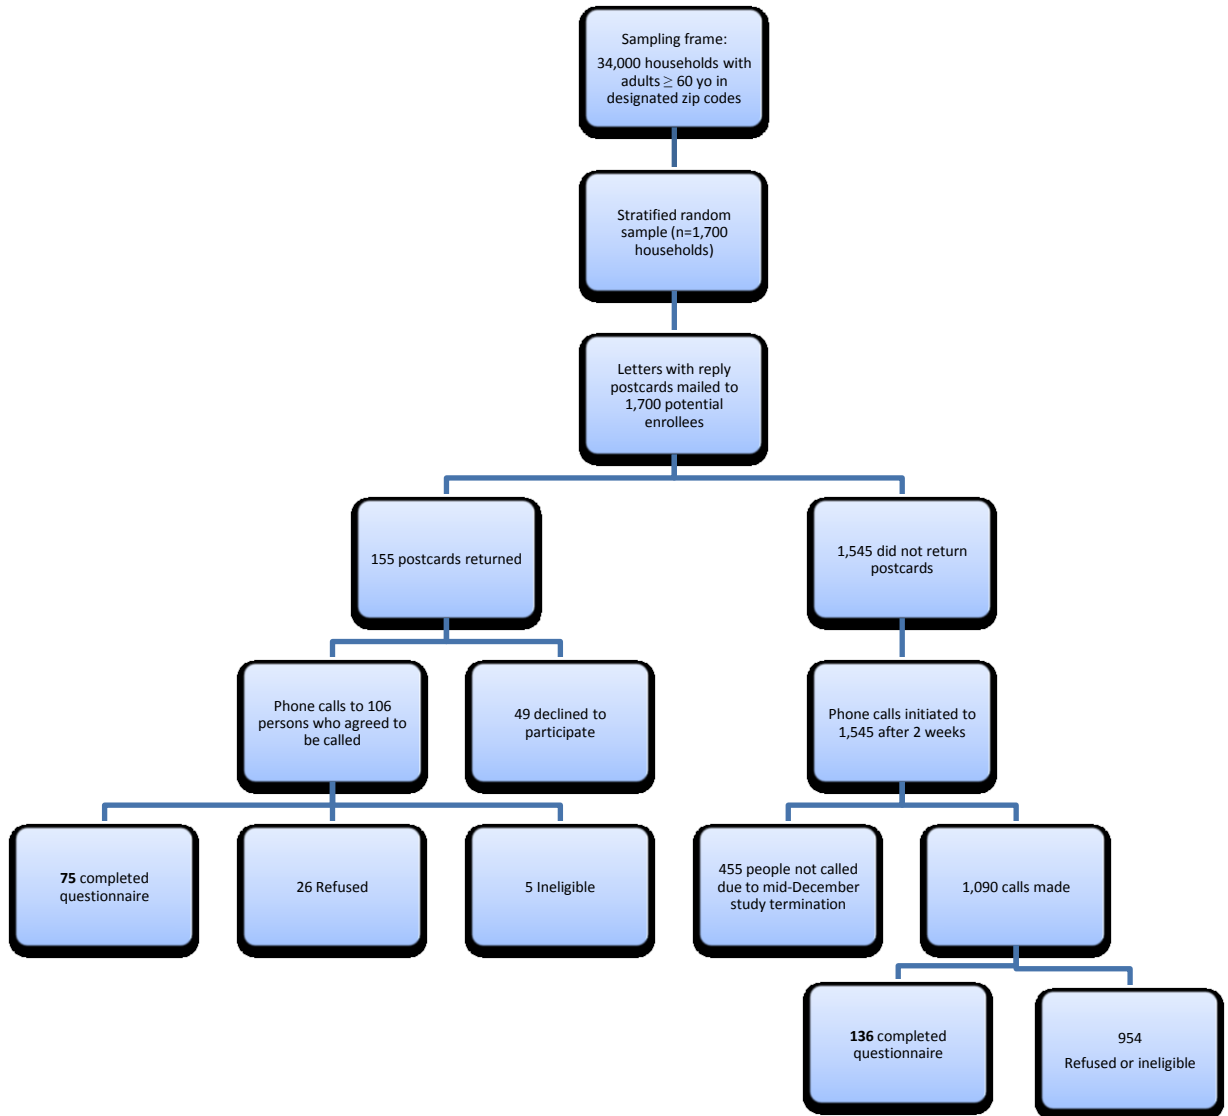 Sampling frame:
34,000 households with
adults ≥ 60 yo in
designated zip codes
Stratified random
sample (n=1,700
households)
Letters with reply
postcards mailed to
1,700 potential
enrollees
155 postcards returned
1,545 did not return
postcards
Phone calls to 106
persons who agreed to
be called
49 declined to
participate
Phone calls initiated to
1,545 after 2 weeks
75 completed
questionnaire
26 Refused
5 Ineligible
455 people not called
due to mid-December
study termination
1,090 calls made
136 completed
questionnaire
954
Refused or ineligible